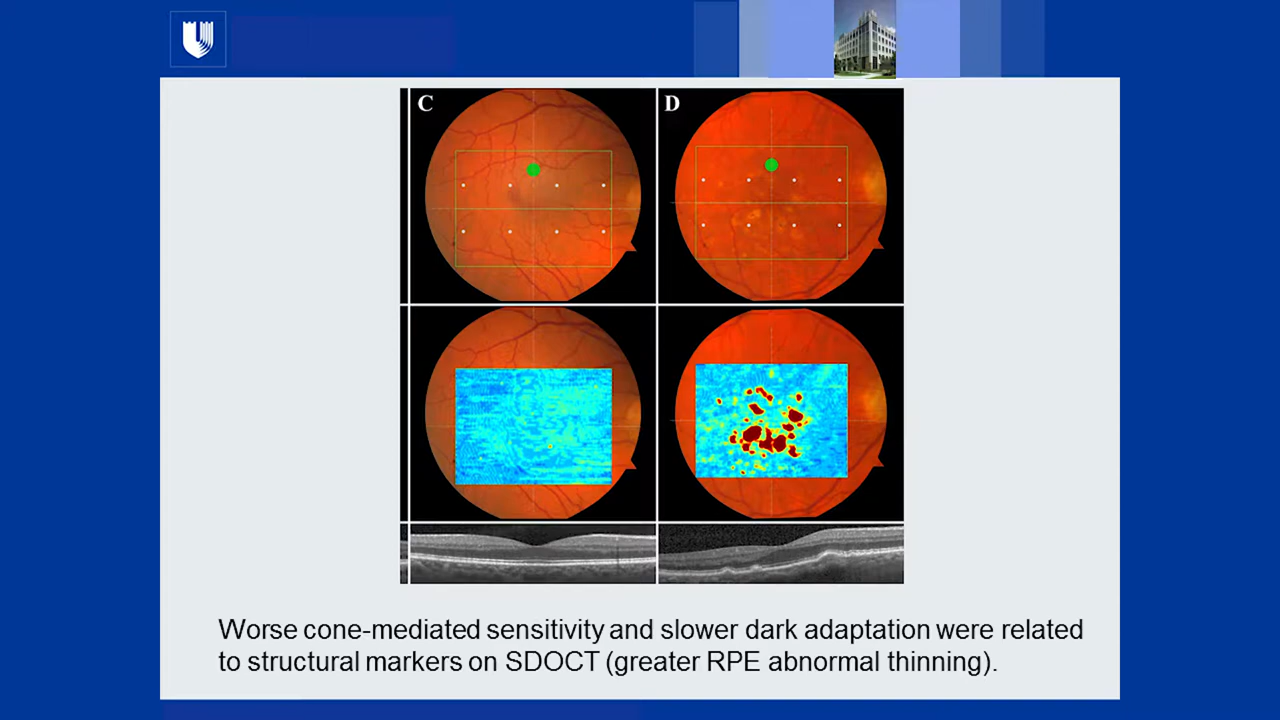 C
D
Worse cone-mediated sensitivity and slower dark adaptation were related
to structural markers on SDOCT (greater RPE abnormal thinning).